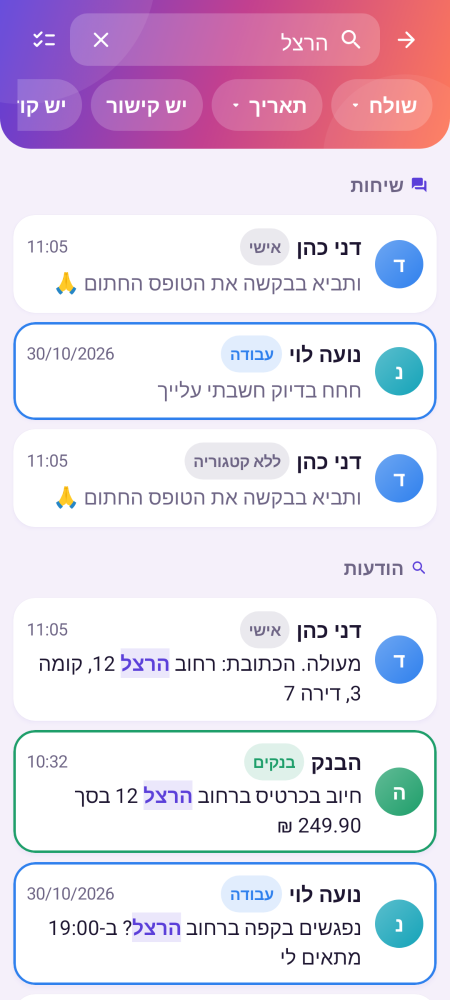 הרצל
שולח
תאריך
יש קישור
יש קוד
שיחות
ד
דני כהן
אישי
11:05
ותביא בבקשה את הטופס החתום 🙏
נ
נועה לוי
עבודה
30/10/2026
חחח בדיוק חשבתי עלייך
ד
דני כהן
ללא קטגוריה
11:05
ותביא בבקשה את הטופס החתום 🙏
הודעות
ד
דני כהן
אישי
11:05
מעולה. הכתובת: רחוב הרצל 12, קומה
3, דירה 7
ה
הבנק
בנקים
10:32
חיוב בכרטיס ברחוב הרצל 12 בסך
249.90 ₪
נ
נועה לוי
עבודה
30/10/2026
נפגשים בקפה ברחוב הרצל? ב-19:00
מתאים לי